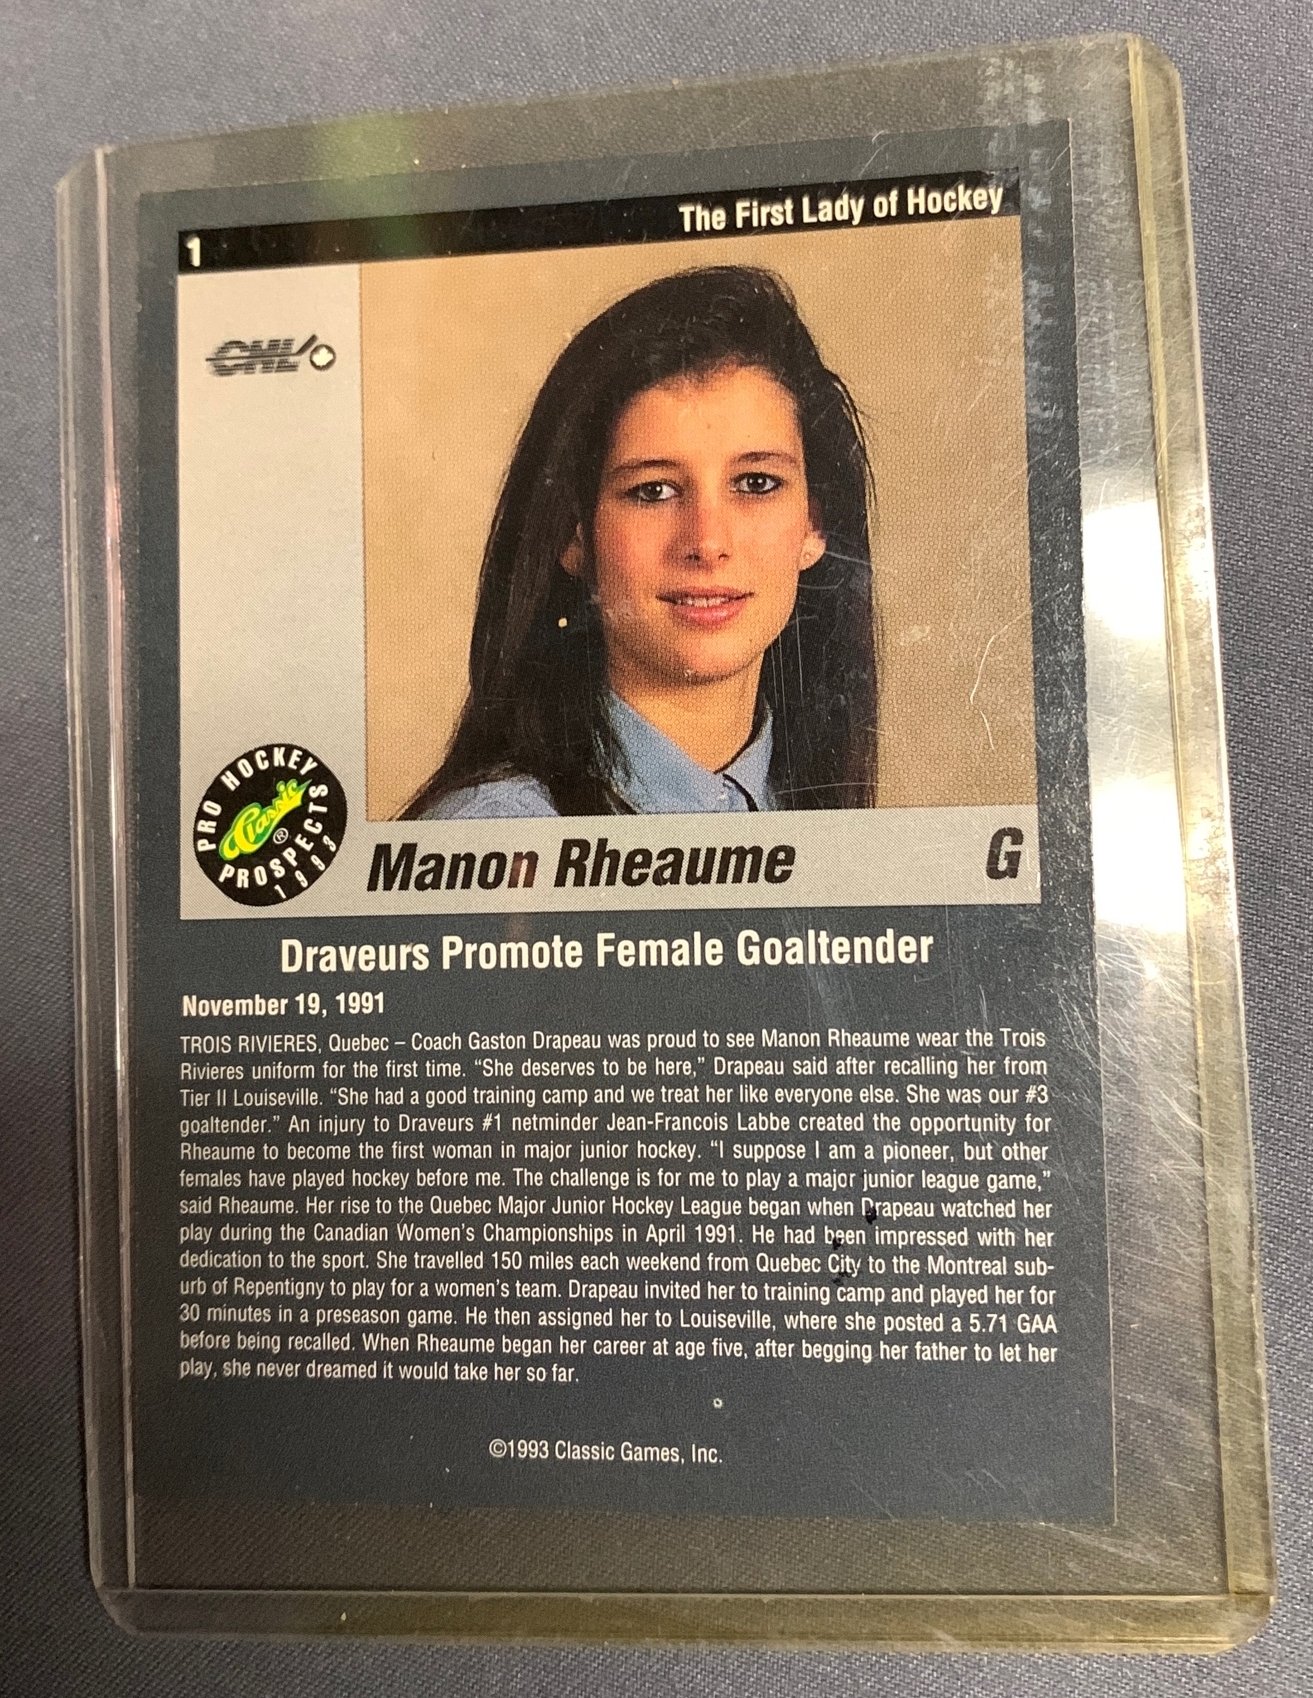 1
The First Lady of Hockey
CHL
PRO HOCKEY
Classic ®
PROSPECTS
1993
Manon Rheaume
G
Draveurs Promote Female Goaltender
November 19, 1991
TROIS RIVIERES, Quebec – Coach Gaston Drapeau was proud to see Manon Rheaume wear the Trois
Rivieres uniform for the first time. “She deserves to be here,” Drapeau said after recalling her from
Tier II Louiseville. “She had a good training camp and we treat her like everyone else. She was our #3
goaltender.” An injury to Draveurs #1 netminder Jean-Francois Labbe created the opportunity for
Rheaume to become the first woman in major junior hockey. “I suppose I am a pioneer, but other
females have played hockey before me. The challenge is for me to play a major junior league game,”
said Rheaume. Her rise to the Quebec Major Junior Hockey League began when Drapeau watched her
play during the Canadian Women’s Championships in April 1991. He had been impressed with her
dedication to the sport. She travelled 150 miles each weekend from Quebec City to the Montreal sub-
urb of Repentigny to play for a women’s team. Drapeau invited her to training camp and played her for
30 minutes in a preseason game. He then assigned her to Louiseville, where she posted a 5.71 GAA
before being recalled. When Rheaume began her career at age five, after begging her father to let her
play, she never dreamed it would take her so far.
©1993 Classic Games, Inc.